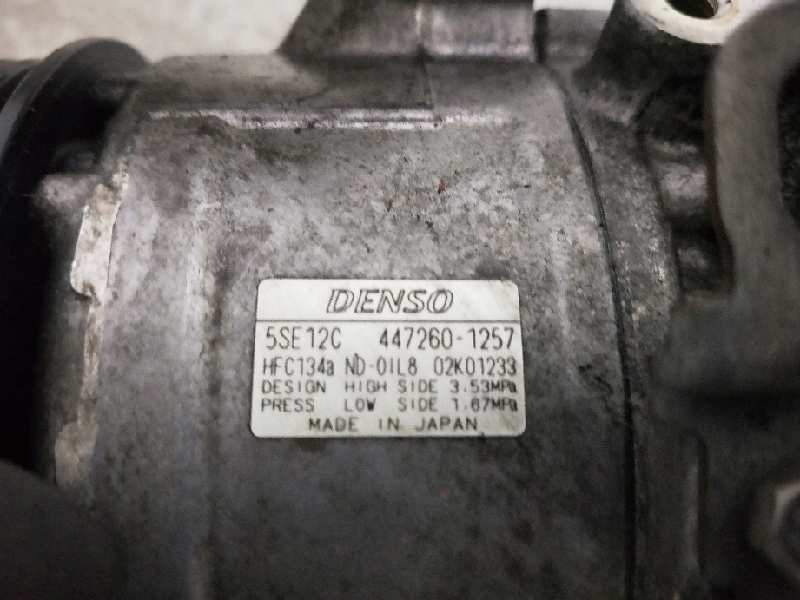 DENSO
5SE12C 447260-1257
HFC134a ND-OIL8 02K01233
DESIGN HIGH SIDE 3.53MPa
PRESS LOW SIDE 1.67MPa
MADE IN JAPAN